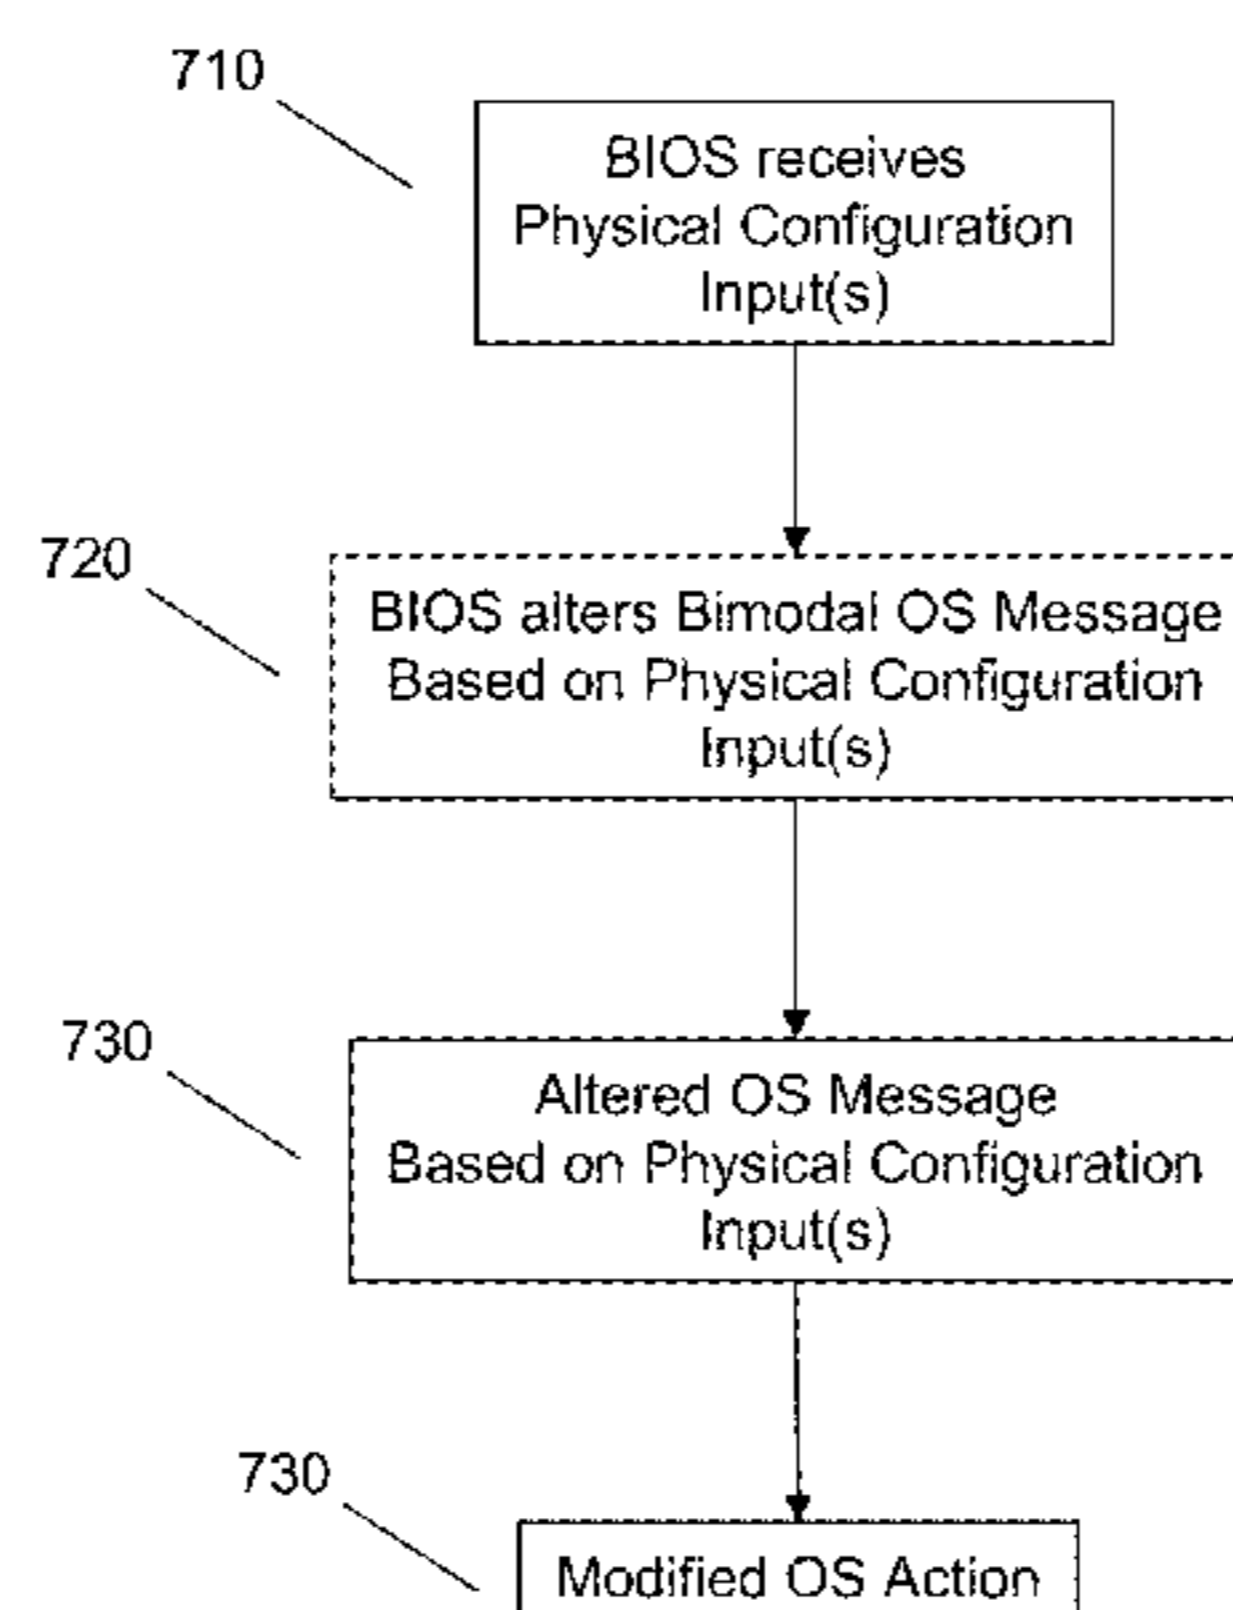 710
BIOS receives
Physical Configuration
Input(s)
720
BIOS alters Bimodal OS Message
Based on Physical Configuration
Input(s)
730
Altered OS Message
Based on Physical Configuration
Input(s)
730
Modified OS Action